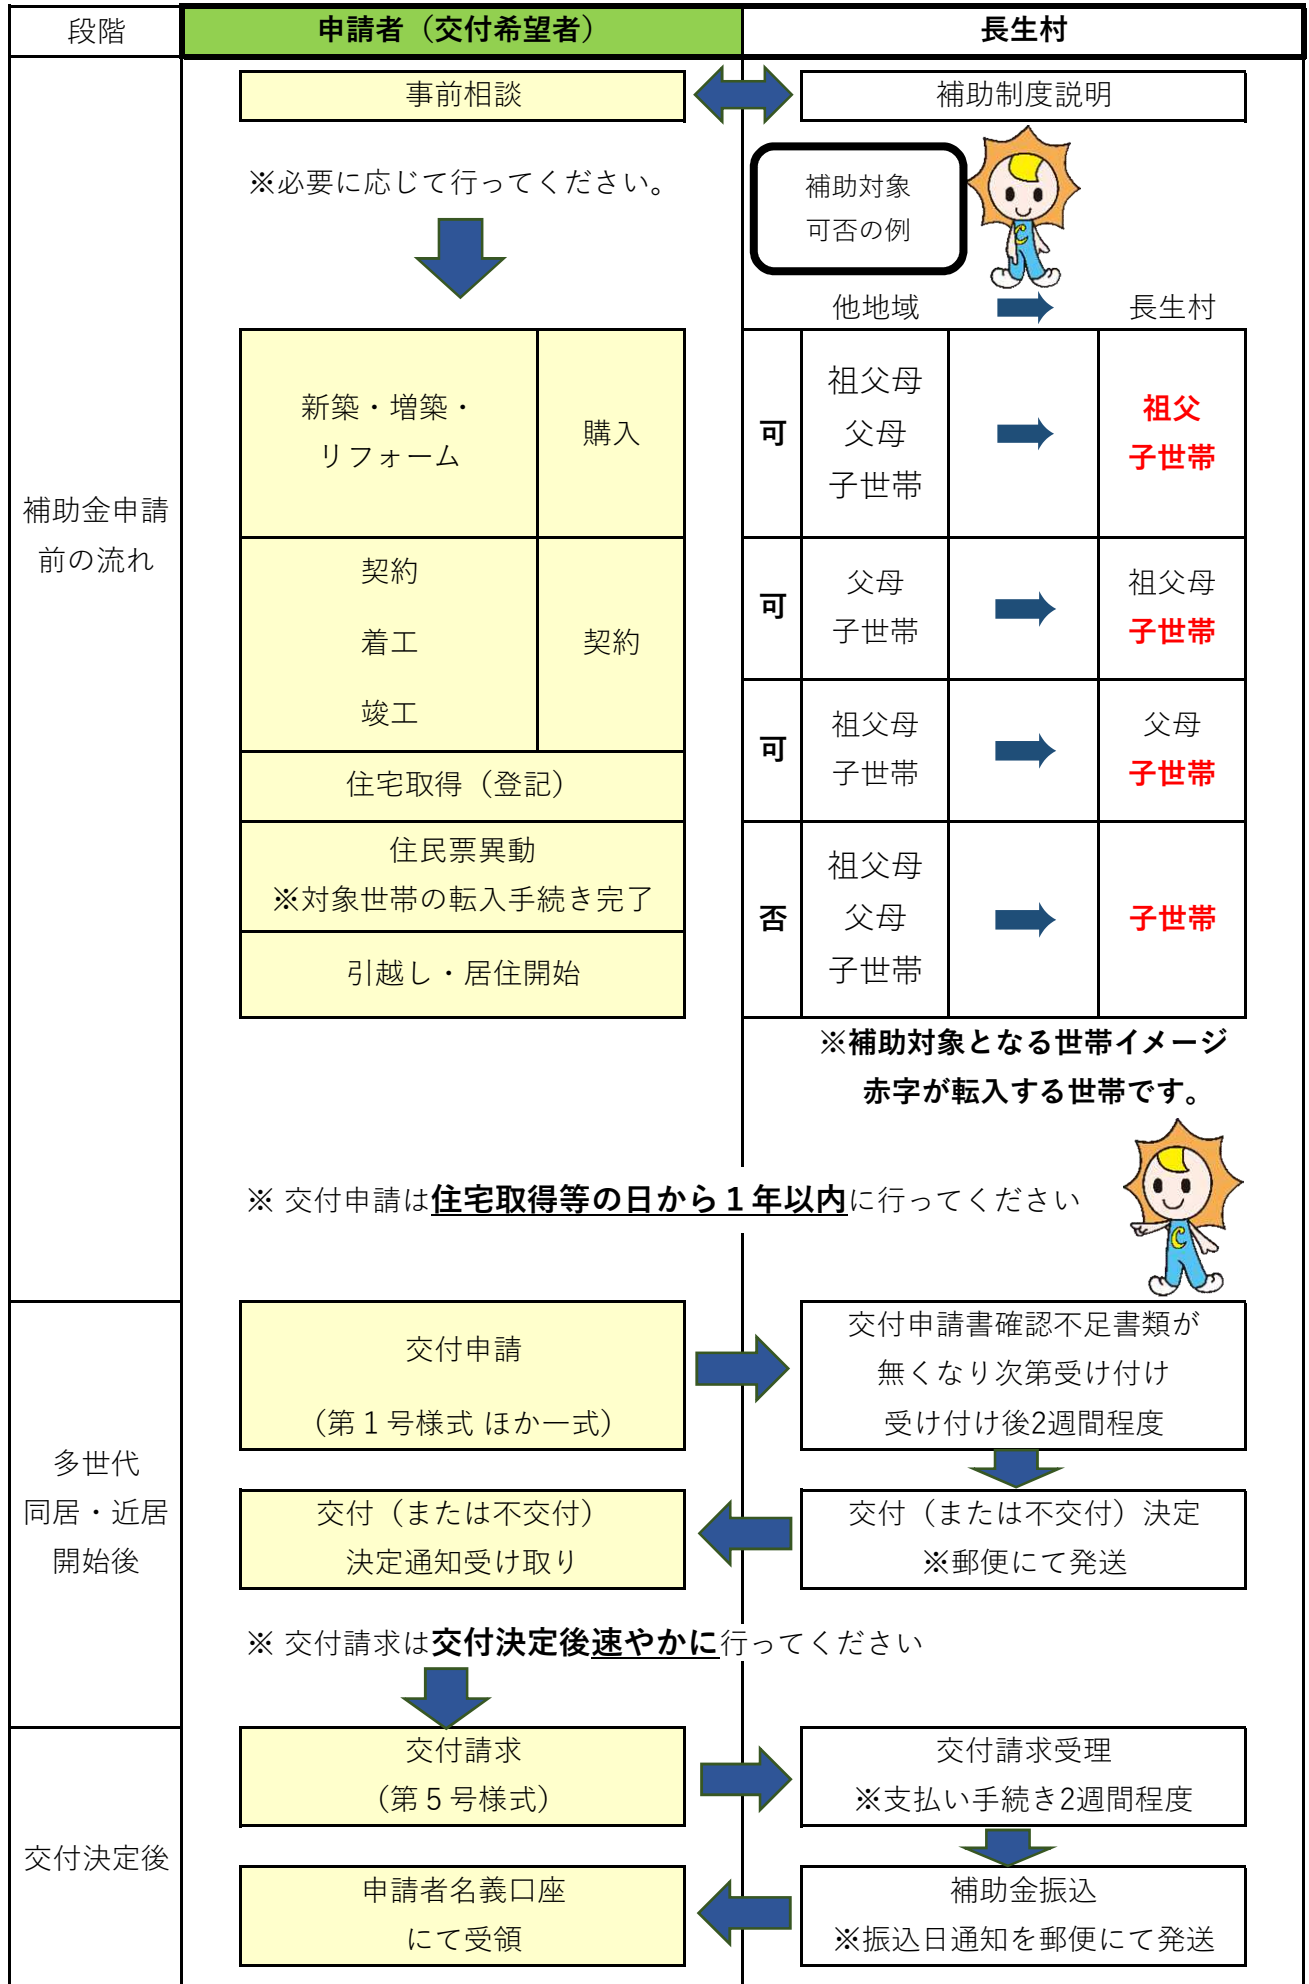 段階
申請者（交付希望者）
長生村
補助金申請
前の流れ
事前相談
補助制度説明
※必要に応じて行ってください。
補助対象
可否の例
他地域
長生村
新築・増築・
リフォーム
購入
契約
着工
竣工
契約
住宅取得（登記）
住民票異動
※対象世帯の転入手続き完了
引越し・居住開始
可
祖父母
父母
子世帯
祖父
子世帯
可
父母
子世帯
祖父母
子世帯
可
祖父母
子世帯
父母
子世帯
否
祖父母
父母
子世帯
子世帯
※補助対象となる世帯イメージ
赤字が転入する世帯です。
※ 交付申請は住宅取得等の日から１年以内に行ってください
多世代
同居・近居
開始後
交付申請
（第１号様式 ほか一式）
交付申請書確認不足書類が
無くなり次第受け付け
受け付け後2週間程度
交付（または不交付）
決定通知受け取り
交付（または不交付）決定
※郵便にて発送
※ 交付請求は交付決定後速やかに行ってください
交付決定後
交付請求
（第５号様式）
交付請求受理
※支払い手続き2週間程度
申請者名義口座
にて受領
補助金振込
※振込日通知を郵便にて発送